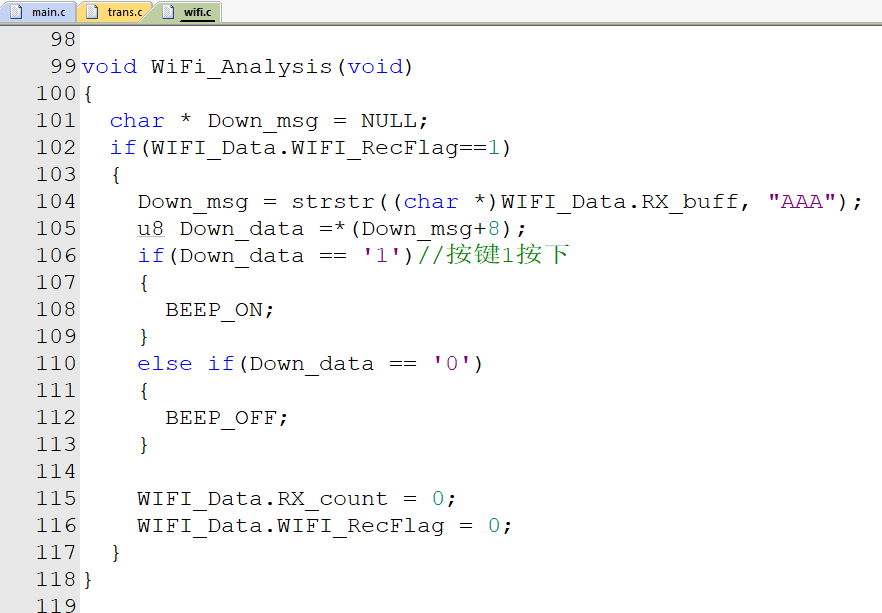 main.c trans.c wifi.c
98
99 void WiFi_Analysis(void)
100 {
101 char * Down_msg = NULL;
102 if(WIFI_Data.WIFI_RecFlag==1)
103 {
104 Down_msg = strstr((char *)WIFI_Data.RX_buff, "AAA");
105 u8 Down_data =*(Down_msg+8);
106 if(Down_data == '1')//按键1按下
107 {
108 BEEP_ON;
109 }
110 else if(Down_data == '0')
111 {
112 BEEP_OFF;
113 }
114
115 WIFI_Data.RX_count = 0;
116 WIFI_Data.WIFI_RecFlag = 0;
117 }
118 }
119